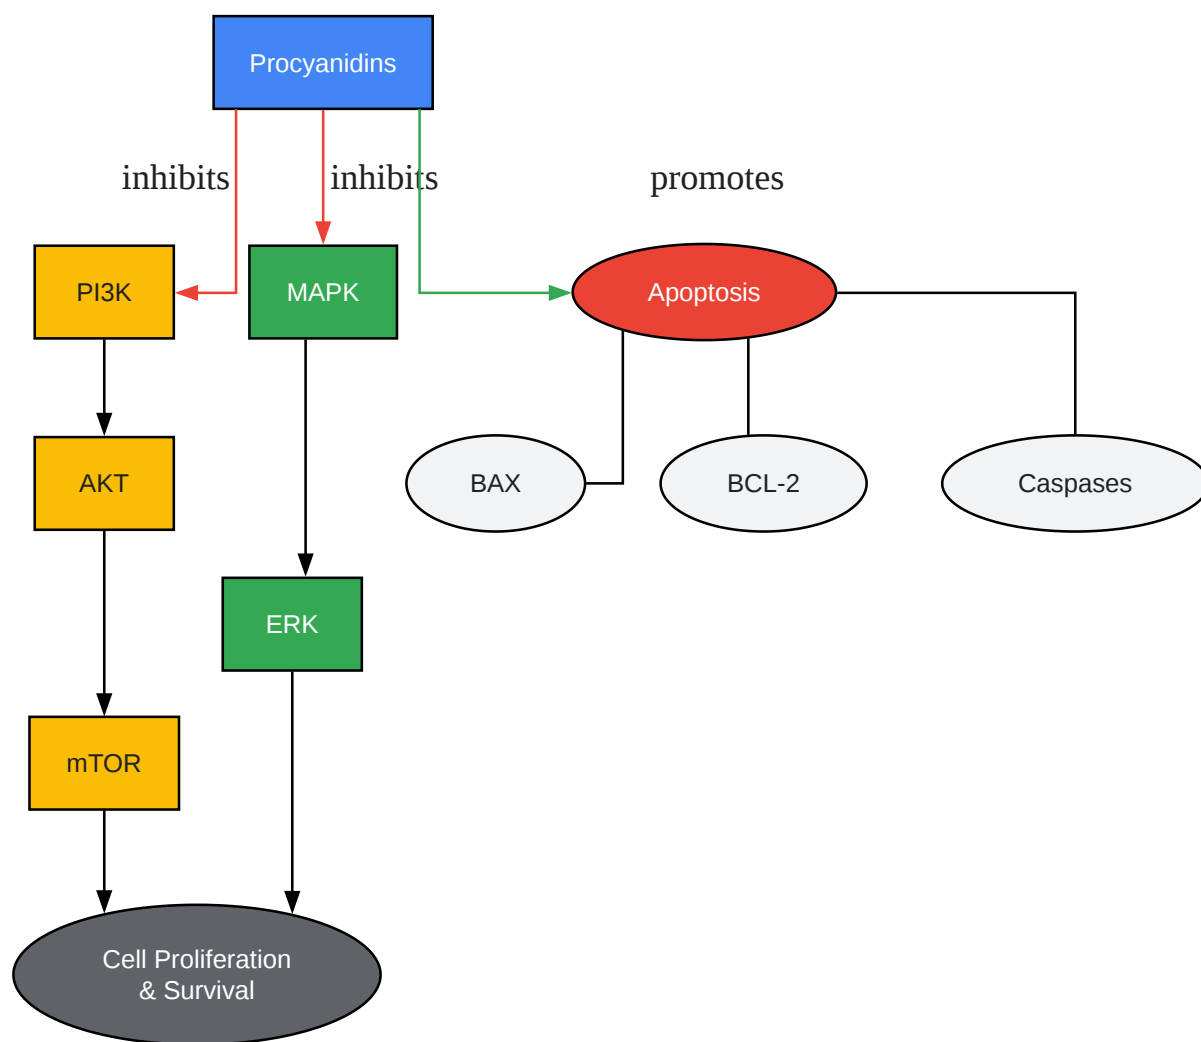 Procyanidins
inhibits
inhibits
promotes
PI3K
MAPK
Apoptosis
AKT
BAX
BCL-2
Caspases
ERK
mTOR
Cell Proliferation
& Survival